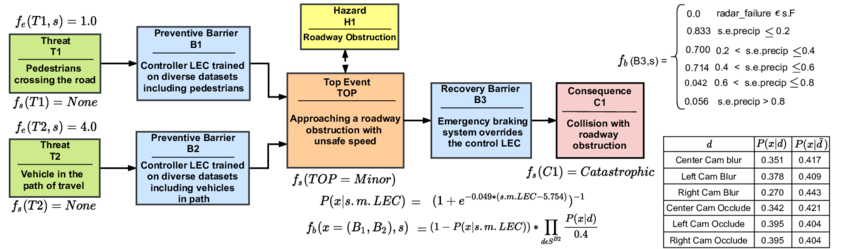 f_e(T1, s) = 1.0
Threat
T1
Pedestrians
crossing the road
f_s(T1) = None
f_e(T2, s) = 4.0
Threat
T2
Vehicle in the
path of travel
f_s(T2) = None
Preventive Barrier
B1
Controller LEC trained
on diverse datasets
including pedestrians
Preventive Barrier
B2
Controller LEC trained
on diverse datasets
including vehicles
in path
Hazard
H1
Roadway Obstruction
Top Event
TOP
Approaching a roadway
obstruction with
unsafe speed
f_s(TOP = Minor)
Recovery Barrier
B3
Emergency braking
system overrides
the control LEC
Consequence
C1
Collision with
roadway
obstruction
f_s(C1) = Catastrophic
P(x|s.m.LEC) = (1 + e^{-0.049*(s.m.LEC-5.754)})^{-1}
f_b(x = (B_1, B_2), s) = (1 - P(x|s.m.LEC)) * ∏_{dϵS^{B2}} P(x|d) / 0.4
f_b (B3,s) =
0.0 radar_failure ϵ s.F
0.833 s.e.precip ≤ 0.2
0.700 0.2 < s.e.precip ≤ 0.4
0.714 0.4 < s.e.precip ≤ 0.6
0.042 0.6 < s.e.precip ≤ 0.8
0.056 s.e.precip > 0.8
d P(x|d) P(x|d̄)
Center Cam blur 0.351 0.417
Left Cam Blur 0.378 0.409
Right Cam Blur 0.270 0.443
Center Cam Occlude 0.342 0.421
Left Cam Occlude 0.395 0.404
Right Cam Occlude 0.395 0.404